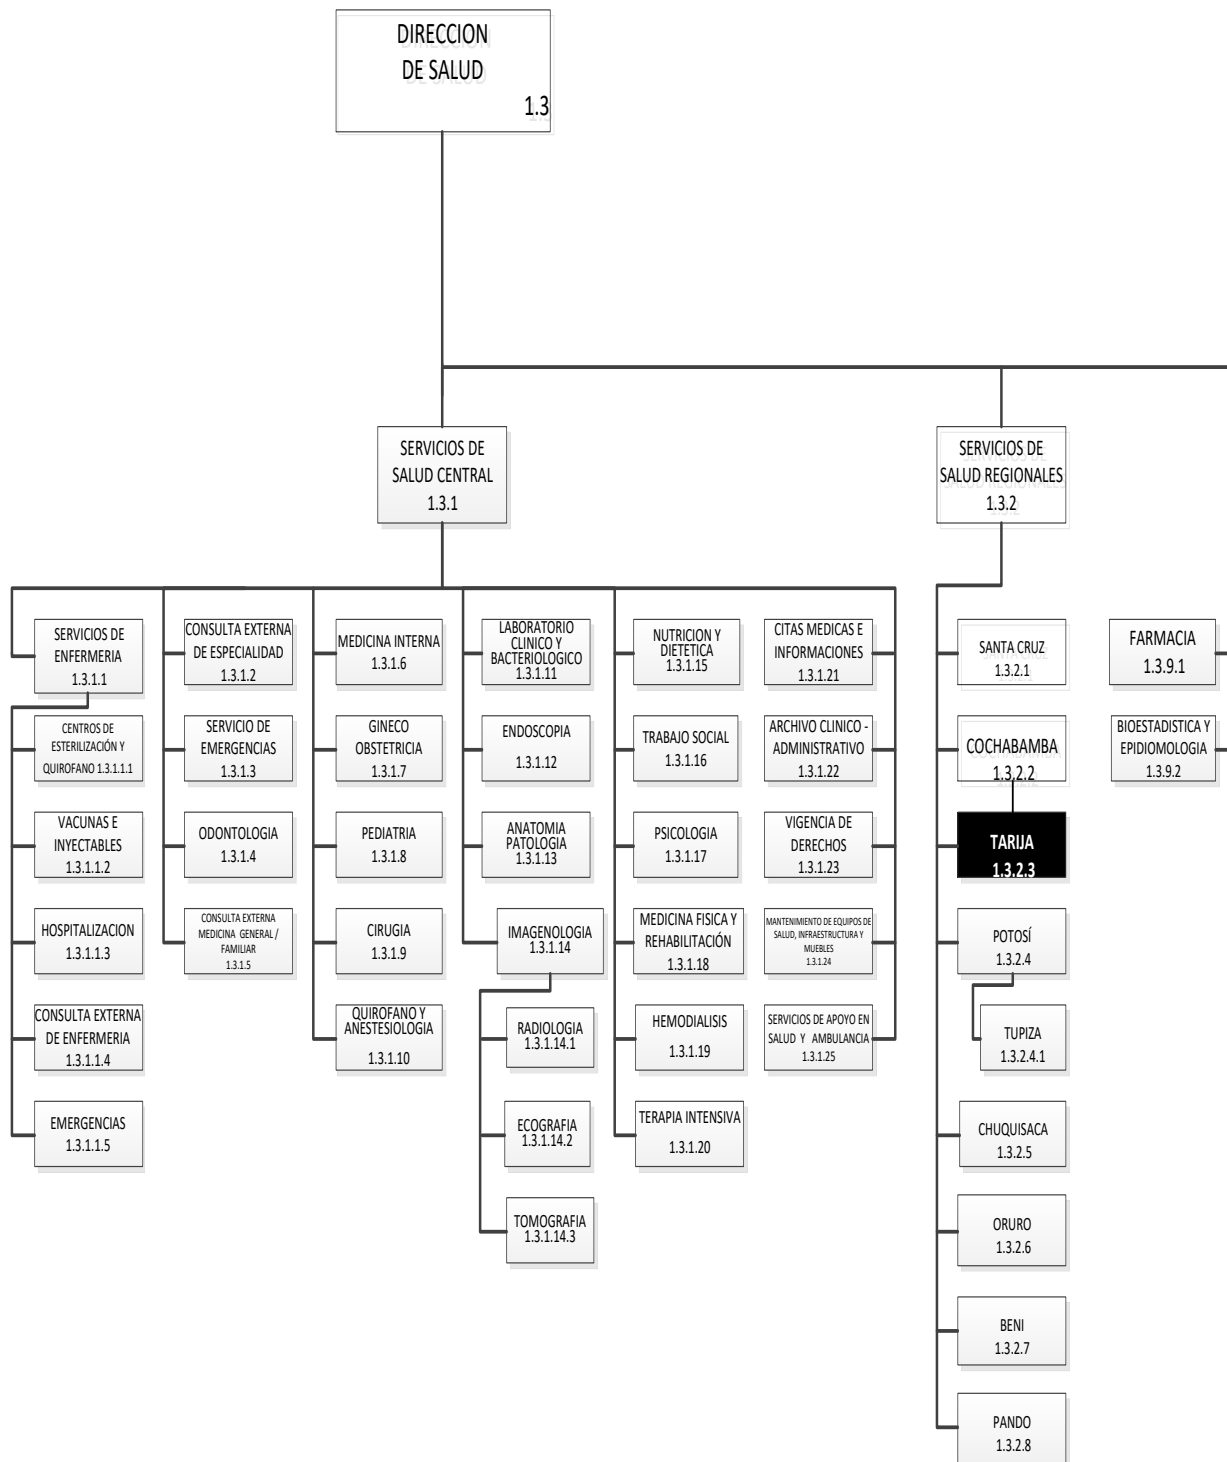 DIRECCION
DE SALUD
1.3
SERVICIOS DE
SALUD CENTRAL
1.3.1
SERVICIOS DE
SALUD REGIONALES
1.3.2
SERVICIOS DE
ENFERMERIA
1.3.1.1
CENTROS DE
ESTERILIZACIÓN Y
QUIROFANO 1.3.1.1.1
VACUNAS E
INYECTABLES
1.3.1.1.2
HOSPITALIZACION
1.3.1.1.3
CONSULTA EXTERNA
DE ENFERMERIA
1.3.1.1.4
EMERGENCIAS
1.3.1.1.5
CONSULTA EXTERNA
DE ESPECIALIDAD
1.3.1.2
SERVICIO DE
EMERGENCIAS
1.3.1.3
ODONTOLOGIA
1.3.1.4
CONSULTA EXTERNA
MEDICINA GENERAL /
FAMILIAR
1.3.1.5
MEDICINA INTERNA
1.3.1.6
GINECO
OBSTETRICIA
1.3.1.7
PEDIATRIA
1.3.1.8
CIRUGIA
1.3.1.9
QUIROFANO Y
ANESTESIOLOGIA
1.3.1.10
LABORATORIO
CLINICO Y
BACTERIOLOGICO
1.3.1.11
ENDOSCOPIA
1.3.1.12
ANATOMIA
PATOLOGIA
1.3.1.13
IMAGENOLOGIA
1.3.1.14
RADIOLOGIA
1.3.1.14.1
ECOGRAFIA
1.3.1.14.2
TOMOGRAFIA
1.3.1.14.3
NUTRICION Y
DIETETICA
1.3.1.15
TRABAJO SOCIAL
1.3.1.16
PSICOLOGIA
1.3.1.17
MEDICINA FISICA Y
REHABILITACIÓN
1.3.1.18
HEMODIALISIS
1.3.1.19
TERAPIA INTENSIVA
1.3.1.20
CITAS MEDICAS E
INFORMACIONES
1.3.1.21
ARCHIVO CLINICO -
ADMINISTRATIVO
1.3.1.22
VIGENCIA DE
DERECHOS
1.3.1.23
MANTENIMIENTO DE EQUIPOS DE
SALUD, INFRAESTRUCTURA Y
MUEBLES
1.3.1.24
SERVICIOS DE APOYO EN
SALUD Y AMBULANCIA
1.3.1.25
SANTA CRUZ
1.3.2.1
COCHABAMBA
1.3.2.2
TARIJA
1.3.2.3
POTOSÍ
1.3.2.4
TUPIZA
1.3.2.4.1
CHUQUISACA
1.3.2.5
ORURO
1.3.2.6
BENI
1.3.2.7
PANDO
1.3.2.8
FARMACIA
1.3.9.1
BIOESTADISTICA Y
EPIDIOMOLOGIA
1.3.9.2